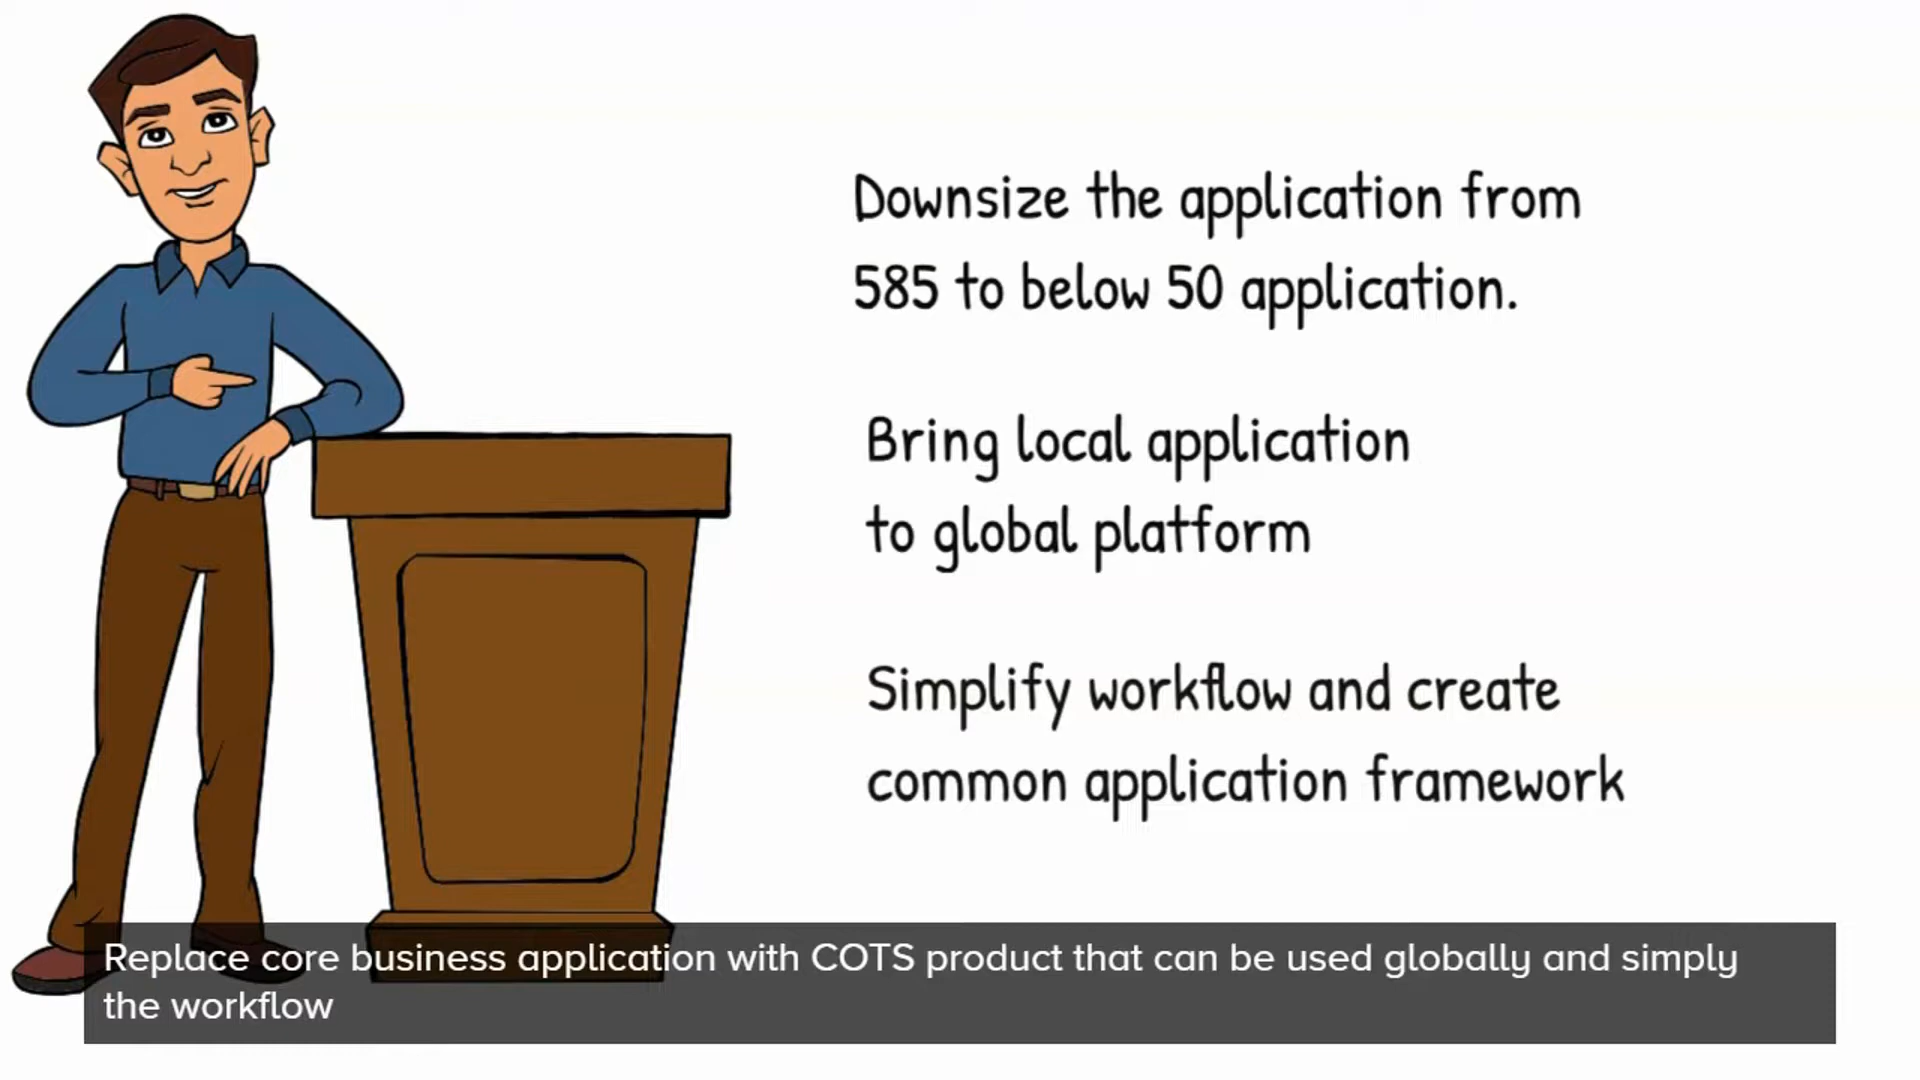 Downsize the application from
585 to below 50 application.
Bring local application
to global platform
Simplify workflow and create
common application framework
Replace core business application with COTS product that can be used globally and simply
the workflow